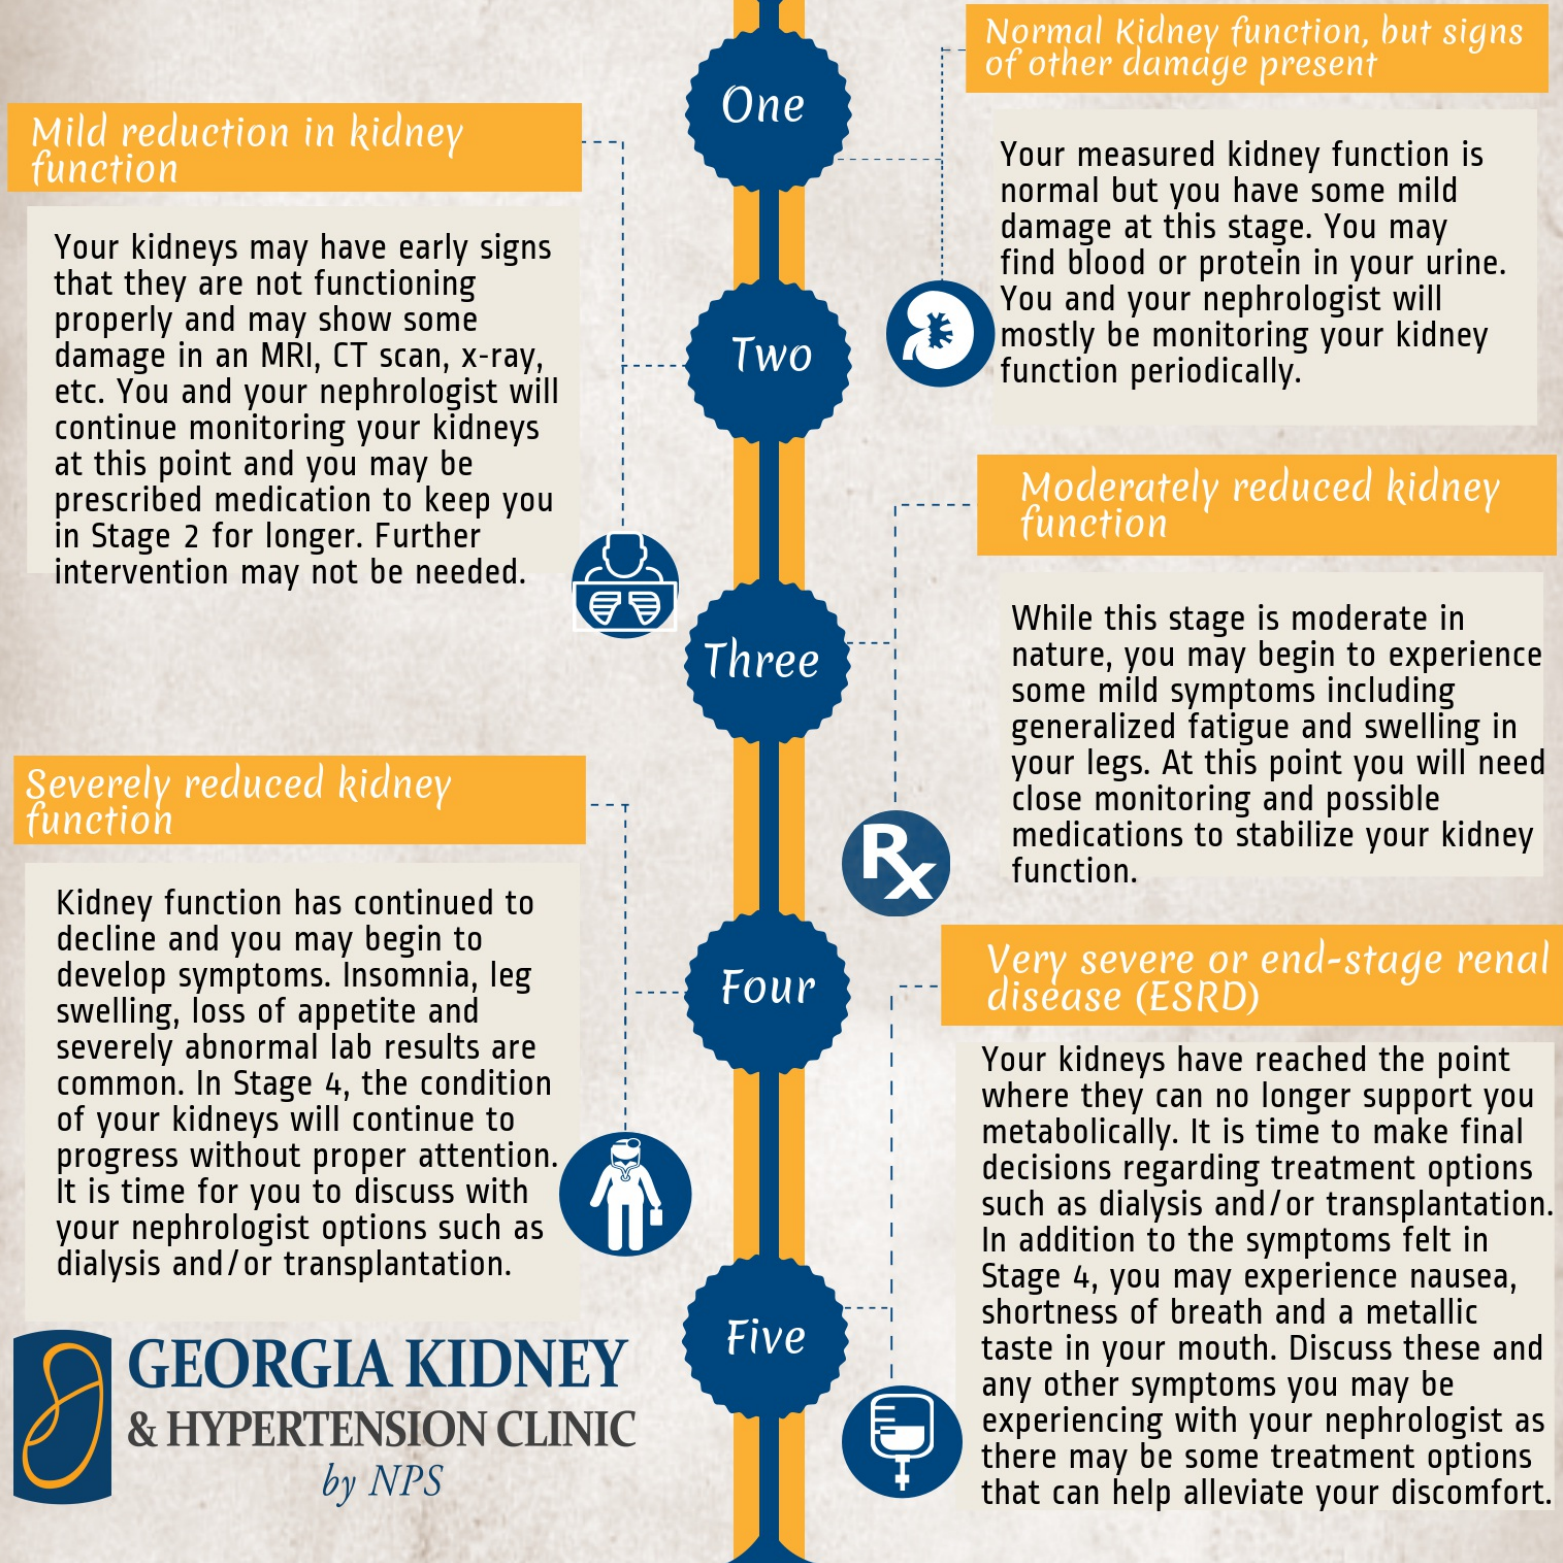 One
Normal Kidney function, but signs
of other damage present
Your measured kidney function is
normal but you have some mild
damage at this stage. You may
find blood or protein in your urine.
You and your nephrologist will
mostly be monitoring your kidney
function periodically.
Mild reduction in kidney
function
Your kidneys may have early signs
that they are not functioning
properly and may show some
damage in an MRI, CT scan, x-ray,
etc. You and your nephrologist will
continue monitoring your kidneys
at this point and you may be
prescribed medication to keep you
in Stage 2 for longer. Further
intervention may not be needed.
Two
Moderately reduced kidney
function
While this stage is moderate in
nature, you may begin to experience
some mild symptoms including
generalized fatigue and swelling in
your legs. At this point you will need
close monitoring and possible
medications to stabilize your kidney
function.
Three
Rx
Severely reduced kidney
function
Kidney function has continued to
decline and you may begin to
develop symptoms. Insomnia, leg
swelling, loss of appetite and
severely abnormal lab results are
common. In Stage 4, the condition
of your kidneys will continue to
progress without proper attention.
It is time for you to discuss with
your nephrologist options such as
dialysis and/or transplantation.
Four
Very severe or end-stage renal
disease (ESRD)
Your kidneys have reached the point
where they can no longer support you
metabolically. It is time to make final
decisions regarding treatment options
such as dialysis and/or transplantation.
In addition to the symptoms felt in
Stage 4, you may experience nausea,
shortness of breath and a metallic
taste in your mouth. Discuss these and
any other symptoms you may be
experiencing with your nephrologist as
there may be some treatment options
that can help alleviate your discomfort.
Five
GEORGIA KIDNEY
& HYPERTENSION CLINIC
by NPS